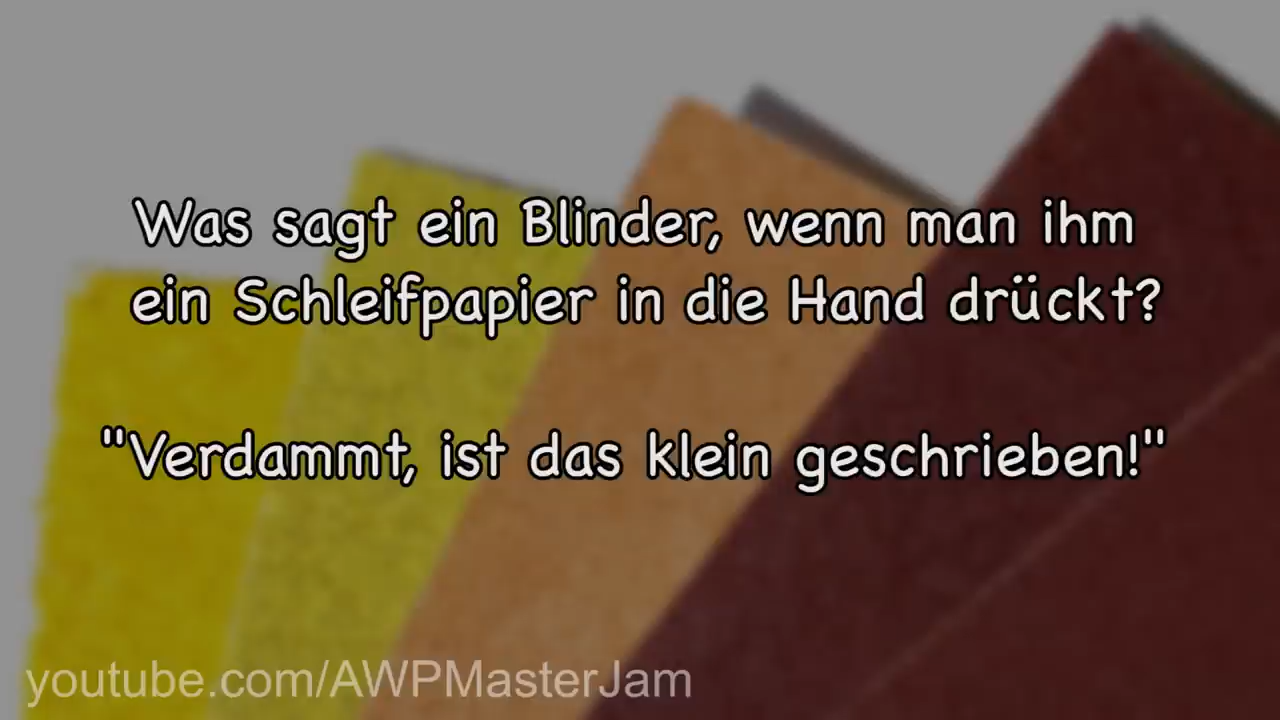 Was sagt ein Blinder, wenn man ihm
ein Schleifpapier in die Hand drückt?
"Verdammt, ist das klein geschrieben!"
youtube.com/AWPMasterJam